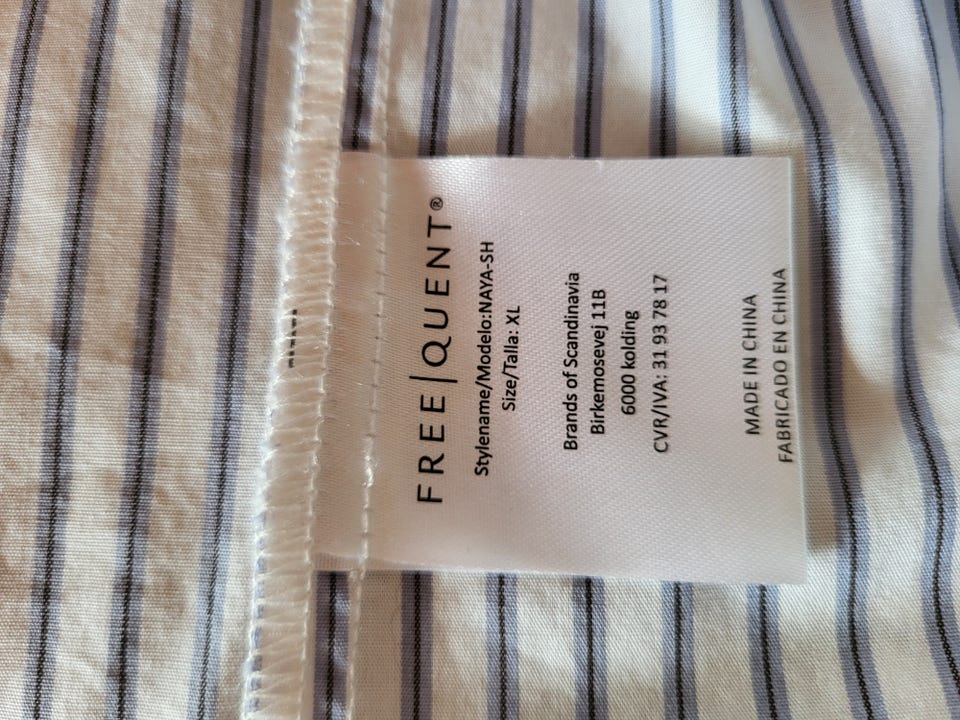 FREE|QUENT®
Stylename/Modelo:NAYA-SH
Size/Talla: XL
Brands of Scandinavia
Birkemosevej 11B
6000 kolding
CVR/IVA: 31 93 78 17
MADE IN CHINA
FABRICADO EN CHINA